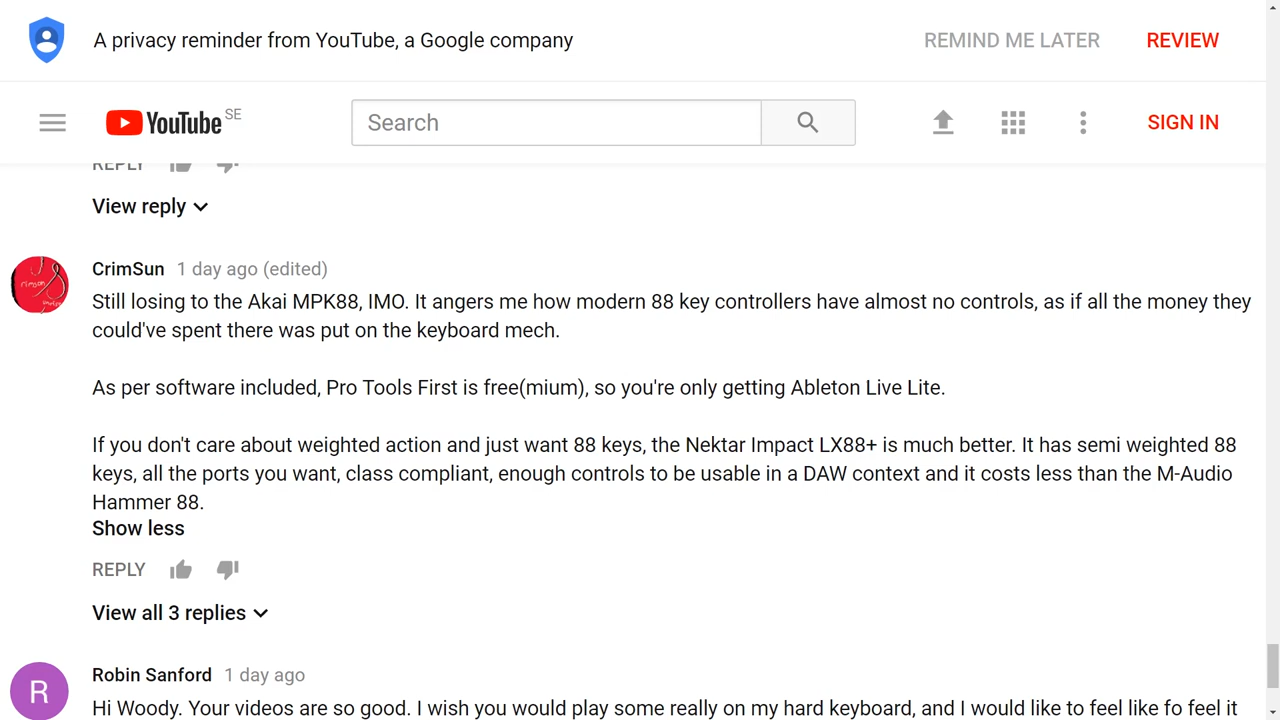 A privacy reminder from YouTube, a Google company
REMIND ME LATER
REVIEW
YouTube SE
Search
SIGN IN
REPLY
View reply
CrimSun 1 day ago (edited)
Still losing to the Akai MPK88, IMO. It angers me how modern 88 key controllers have almost no controls, as if all the money they
could've spent there was put on the keyboard mech.
As per software included, Pro Tools First is free(mium), so you're only getting Ableton Live Lite.
If you don't care about weighted action and just want 88 keys, the Nektar Impact LX88+ is much better. It has semi weighted 88
keys, all the ports you want, class compliant, enough controls to be usable in a DAW context and it costs less than the M-Audio
Hammer 88.
Show less
REPLY
View all 3 replies
R
Robin Sanford 1 day ago
Hi Woody. Your videos are so good. I wish you would play some really on my hard keyboard, and I would like to feel like fo feel it